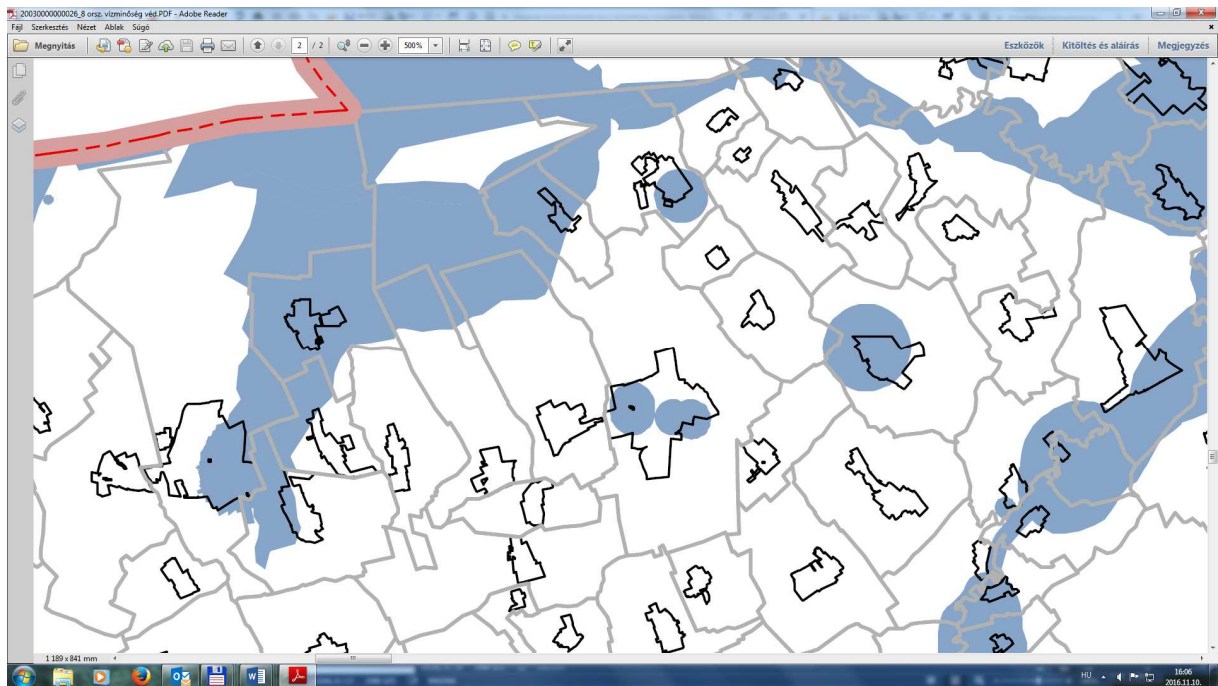 20030000000026_8 orsz. vízminőség véd.PDF - Adobe Reader
Fájl Szerkesztés Nézet Ablak Súgó
Megnyitás 2 / 2 500% Eszközök Kitöltés és aláírás Megjegyzés
1 189 x 841 mm
HU 16:06
2016.11.10.